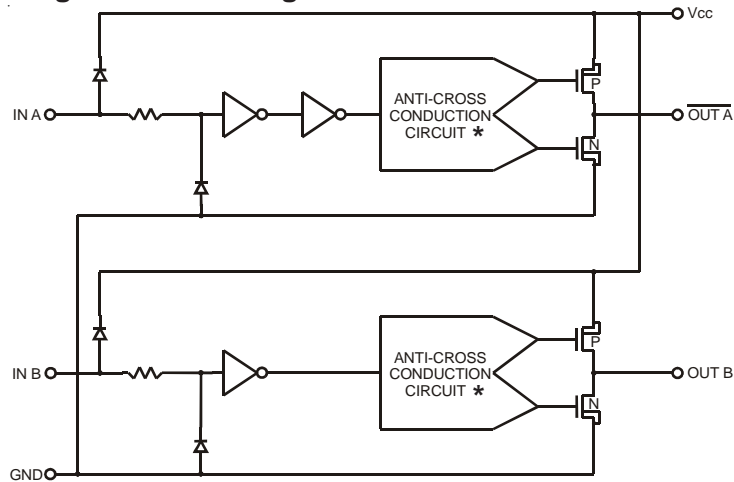 Vcc
P
ANTI-CROSS
CONDUCTION
CIRCUIT *
IN A
OUT A
N
P
ANTI-CROSS
CONDUCTION
CIRCUIT *
IN B
OUT B
N
GND